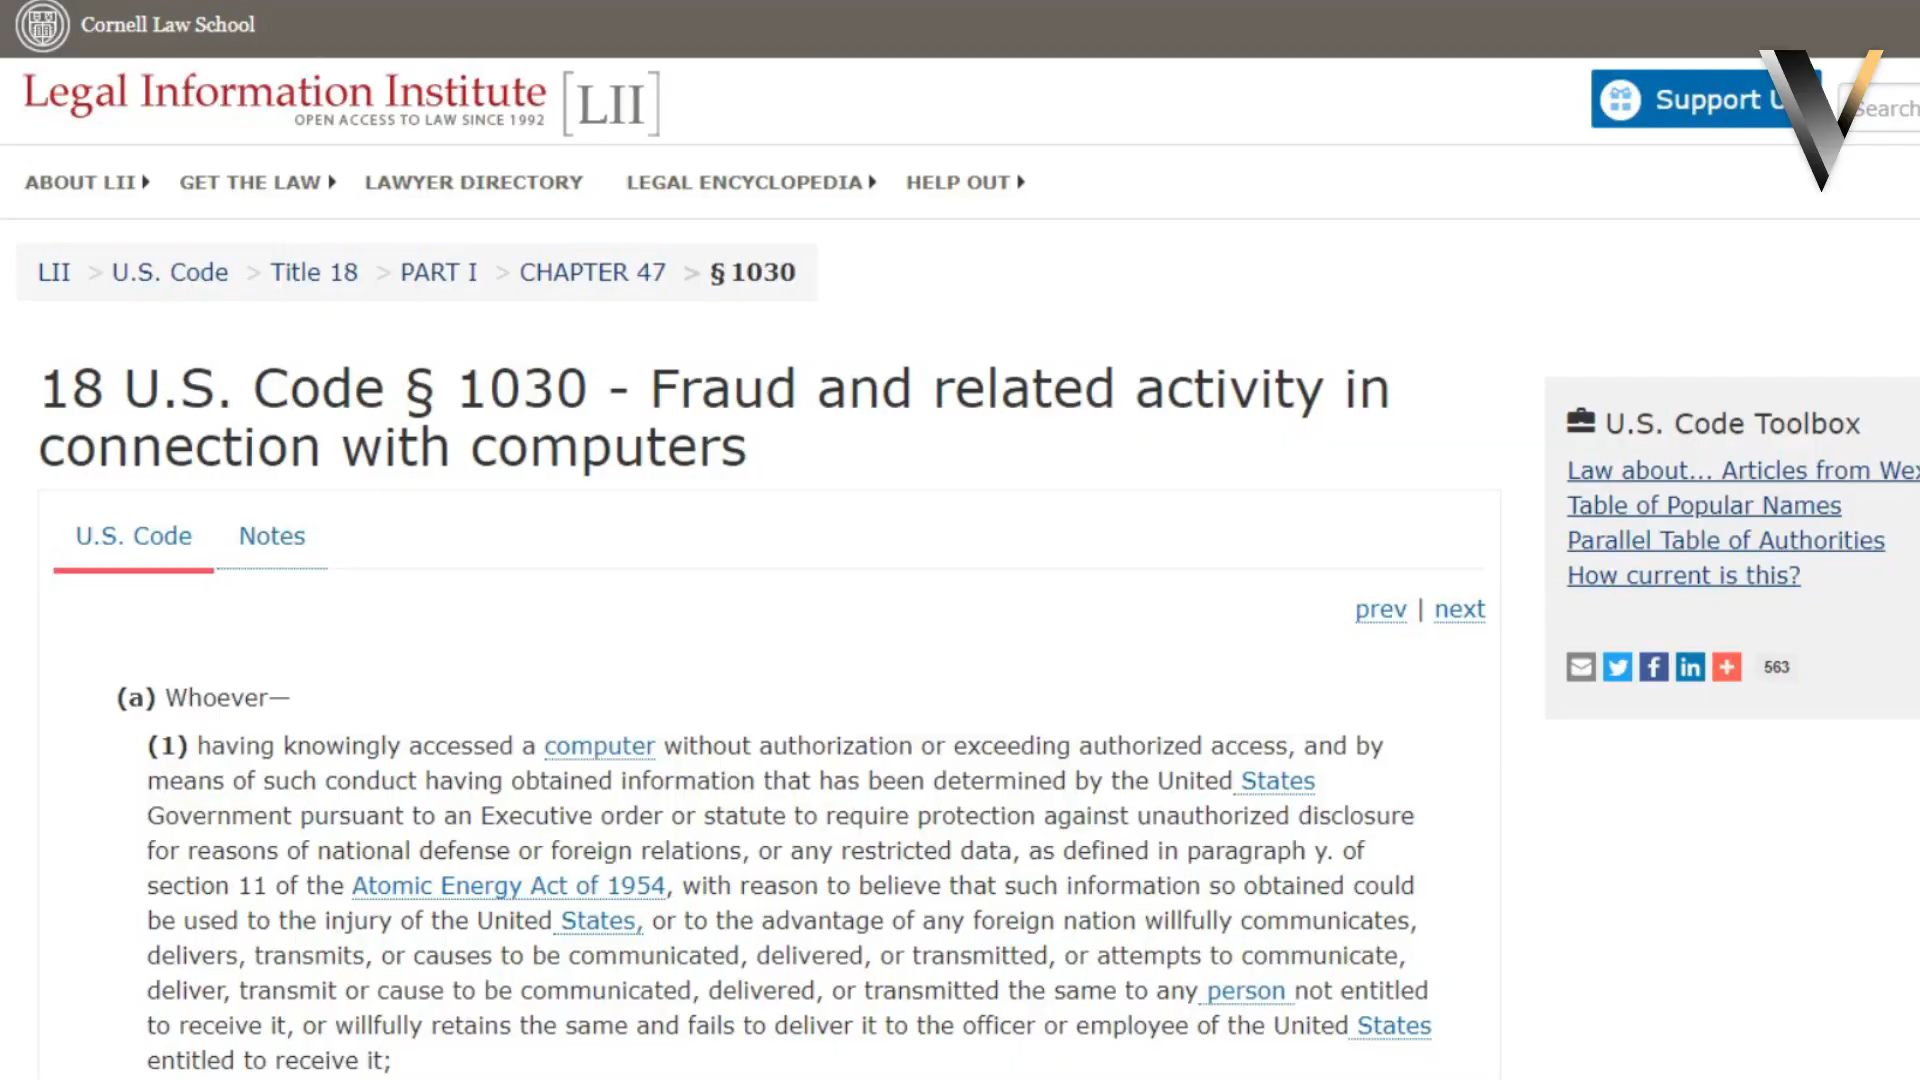 Cornell Law School
Legal Information Institute [LII]
OPEN ACCESS TO LAW SINCE 1992
Support U
Search
ABOUT LII GET THE LAW LAWYER DIRECTORY LEGAL ENCYCLOPEDIA HELP OUT
LII > U.S. Code > Title 18 > PART I > CHAPTER 47 > § 1030
18 U.S. Code § 1030 - Fraud and related activity in
connection with computers
U.S. Code Notes
prev | next
(a) Whoever—
(1) having knowingly accessed a computer without authorization or exceeding authorized access, and by
means of such conduct having obtained information that has been determined by the United States
Government pursuant to an Executive order or statute to require protection against unauthorized disclosure
for reasons of national defense or foreign relations, or any restricted data, as defined in paragraph y. of
section 11 of the Atomic Energy Act of 1954, with reason to believe that such information so obtained could
be used to the injury of the United States, or to the advantage of any foreign nation willfully communicates,
delivers, transmits, or causes to be communicated, delivered, or transmitted, or attempts to communicate,
deliver, transmit or cause to be communicated, delivered, or transmitted the same to any person not entitled
to receive it, or willfully retains the same and fails to deliver it to the officer or employee of the United States
entitled to receive it;
U.S. Code Toolbox
Law about... Articles from Wex
Table of Popular Names
Parallel Table of Authorities
How current is this?
563